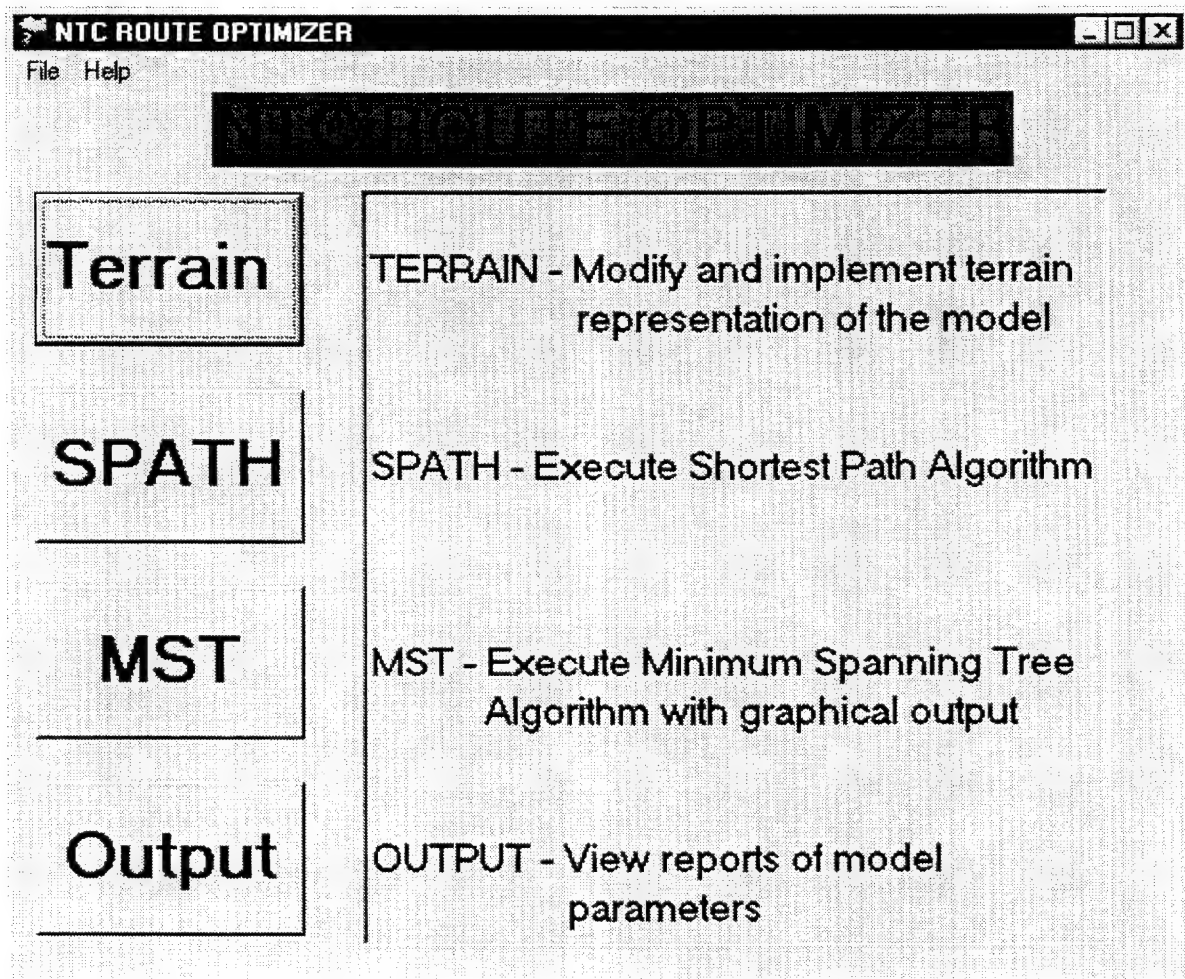 NTC ROUTE OPTIMIZER
File Help
NTC ROUTE OPTIMIZER
Terrain
TERRAIN - Modify and implement terrain
representation of the model
SPATH
SPATH - Execute Shortest Path Algorithm
MST
MST - Execute Minimum Spanning Tree
Algorithm with graphical output
Output
OUTPUT - View reports of model
parameters